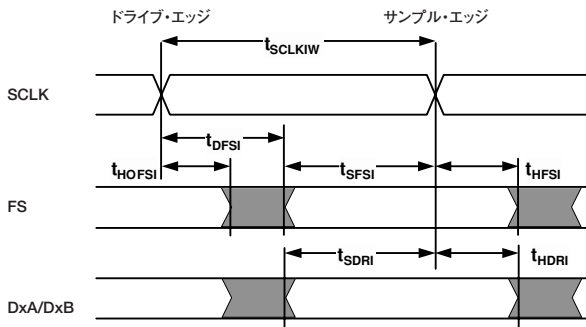 ドライブ・エッジ サンプル・エッジ
tSCLKIW
SCLK
tDFSI
tHOFSI tSFSI tHFSI
FS
tSDRI tHDRI
DxA/DxB